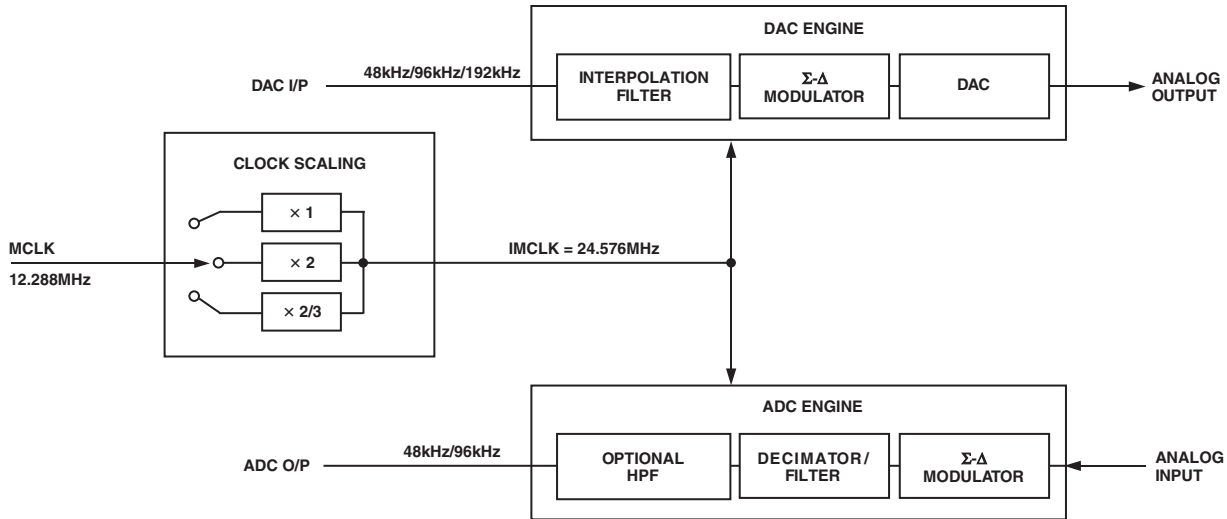 DAC ENGINE
DAC I/P
48kHz/96kHz/192kHz
INTERPOLATION
FILTER
Σ-Δ
MODULATOR
DAC
ANALOG
OUTPUT
CLOCK SCALING
× 1
MCLK
12.288MHz
× 2
× 2/3
IMCLK = 24.576MHz
ADC ENGINE
ADC O/P
48kHz/96kHz
OPTIONAL
HPF
DECIMATOR/
FILTER
Σ-Δ
MODULATOR
ANALOG
INPUT